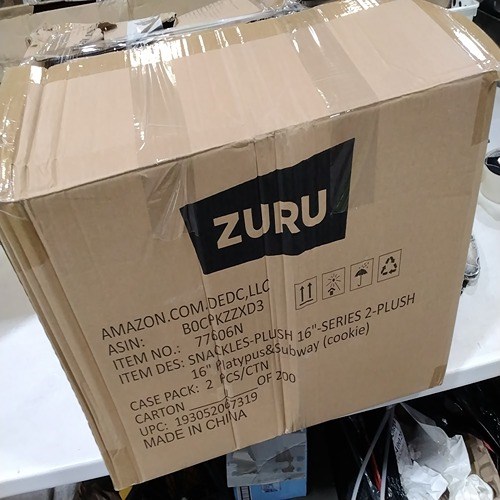 ZURU
AMAZON.COM.DEDC,LLC
ASIN: B0CPKZZXD3
ITEM NO.: 77606N
ITEM DES: SNACKLES-PLUSH 16"-SERIES 2-PLUSH
16" Platypus&Subway (cookie)
CASE PACK: 2 PCS/CTN
CARTON ____ OF 200
UPC: 193052067319
MADE IN CHINA